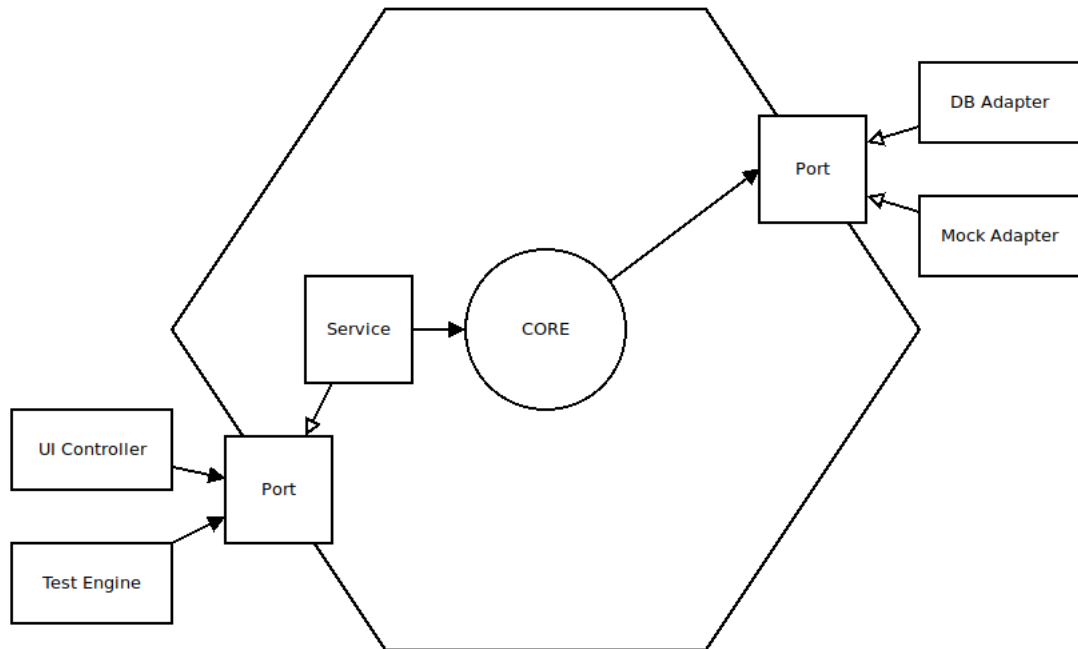 DB Adapter
Port
Mock Adapter
Service
CORE
UI Controller
Port
Test Engine